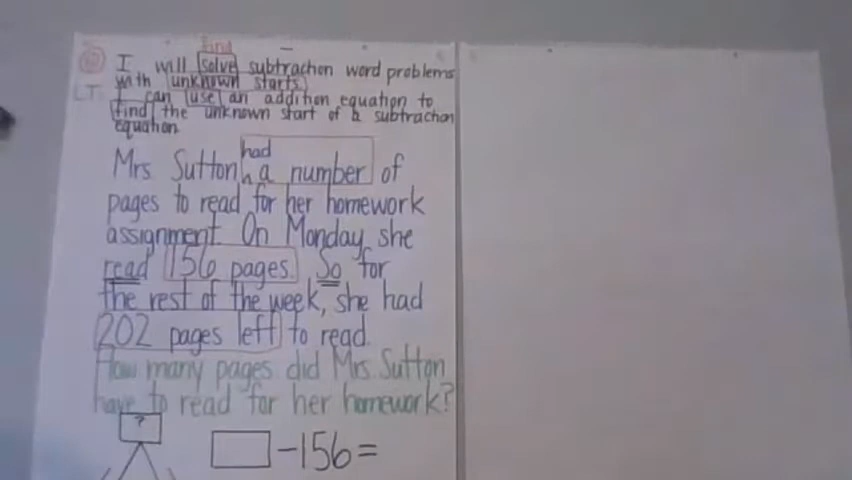 Find
I will solve subtraction word problems
with unknown starts.
LT: I can use an addition equation to
find the unknown start of a subtraction
equation.
had
Mrs. Sutton ^ a number of
pages to read for her homework
assignment. On Monday, she
read 156 pages. So for
the rest of the week, she had
202 pages left to read.
How many pages did Mrs. Sutton
have to read for her homework?
?
-156=